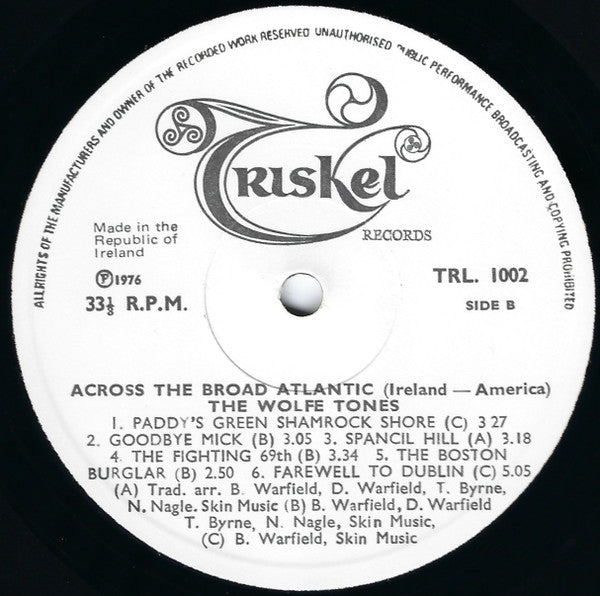 ALL RIGHTS OF THE MANUFACTURERS AND OWNER OF THE RECORDED WORK RESERVED UNAUTHORISED PUBLIC PERFORMANCE BROADCASTING AND COPYING PROHIBITED
Triskel
RECORDS
Made in the
Republic of
Ireland
℗1976
33⅓ R.P.M.
TRL. 1002
SIDE B
ACROSS THE BROAD ATLANTIC (Ireland — America)
THE WOLFE TONES
1. PADDY'S GREEN SHAMROCK SHORE (C) 3 27
2. GOODBYE MICK (B) 3.05 3. SPANCIL HILL (A) 3.18
4. THE FIGHTING 69th (B) 3.34 5. THE BOSTON
BURGLAR (B) 2.50 6. FAREWELL TO DUBLIN (C) 5.05
(A) Trad. arr. B. Warfield, D. Warfield, T. Byrne,
N. Nagle. Skin Music (B) B. Warfield, D. Warfield
T. Byrne, N. Nagle, Skin Music,
(C) B. Warfield, Skin Music